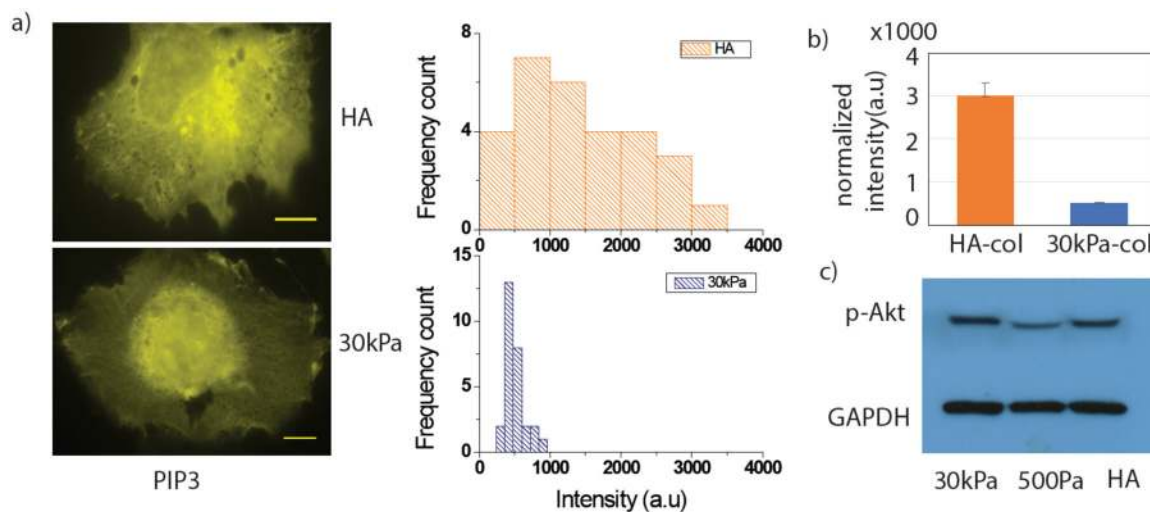 a)
HA
30kPa
PIP3
8
4
0
0 1000 2000 3000 4000
Frequency count
HA
15
10
5
0
0 1000 2000 3000 4000
Frequency count
30kPa
Intensity (a.u)
b)
x1000
normalized
intensity(a.u)
4
3
2
1
0
HA-col 30kPa-col
c)
p-Akt
GAPDH
30kPa 500Pa HA